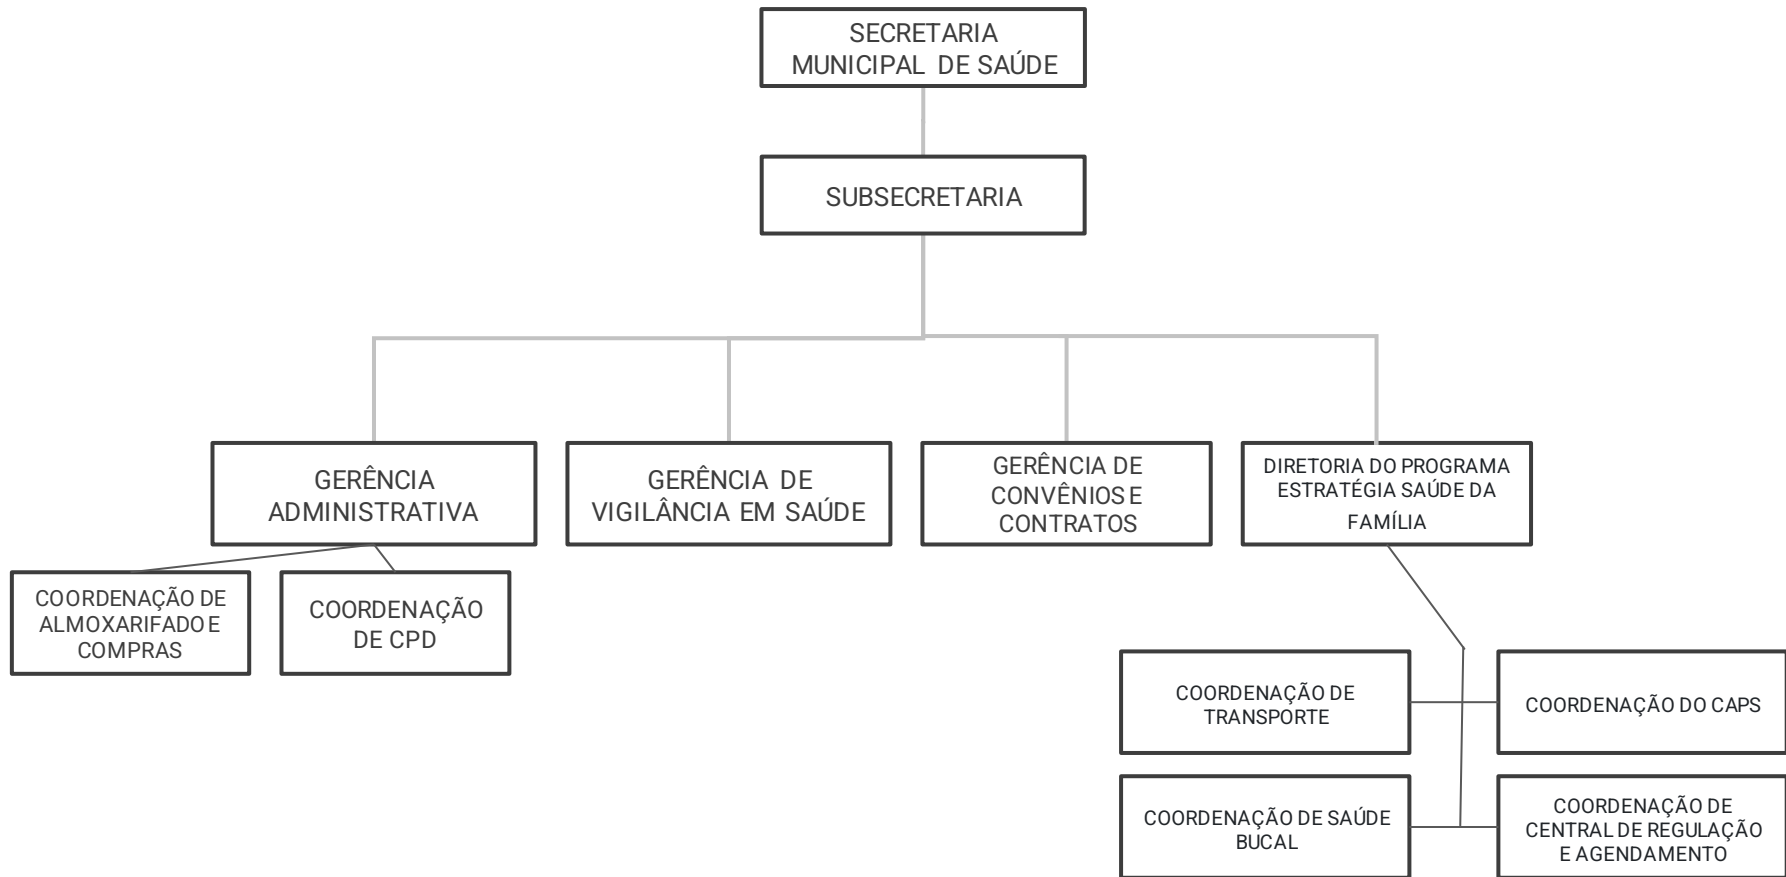 SECRETARIA
MUNICIPAL DE SAÚDE
SUBSECRETARIA
GERÊNCIA
ADMINISTRATIVA
GERÊNCIA DE
VIGILÂNCIA EM SAÚDE
GERÊNCIA DE
CONVÊNIOS E
CONTRATOS
DIRETORIA DO PROGRAMA
ESTRATÉGIA SAÚDE DA
FAMÍLIA
COORDENAÇÃO DE
ALMOXARIFADO E
COMPRAS
COORDENAÇÃO
DE CPD
COORDENAÇÃO DE
TRANSPORTE
COORDENAÇÃO DO CAPS
COORDENAÇÃO DE SAÚDE
BUCAL
COORDENAÇÃO DE
CENTRAL DE REGULAÇÃO
E AGENDAMENTO